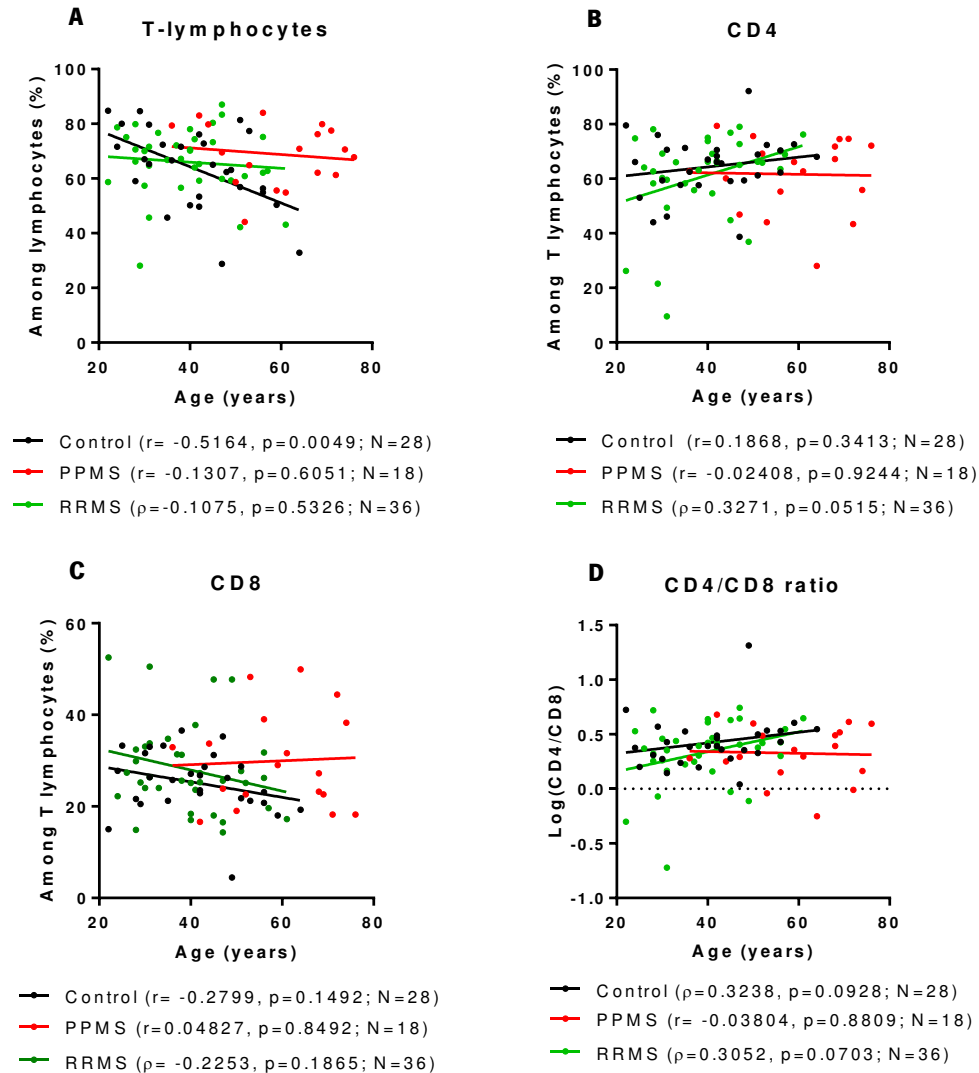 A
T-lymphocytes
Among lymphocytes (%)
100
80
60
40
20
0
20
40
60
80
Age (years)
Control (r= -0.5164, p=0.0049; N=28)
PPMS (r= -0.1307, p=0.6051; N=18)
RRMS (ρ=-0.1075, p=0.5326; N=36)
B
CD4
Among T lymphocytes (%)
100
80
60
40
20
0
20
40
60
80
Age (years)
Control (r=0.1868, p=0.3413; N=28)
PPMS (r= -0.02408, p=0.9244; N=18)
RRMS (ρ=0.3271, p=0.0515; N=36)
C
CD8
Among T lymphocytes (%)
60
40
20
0
20
40
60
80
Age (years)
Control (r= -0.2799, p=0.1492; N=28)
PPMS (r=0.04827, p=0.8492; N=18)
RRMS (ρ= -0.2253, p=0.1865; N=36)
D
CD4/CD8 ratio
Log(CD4/CD8)
1.5
1.0
0.5
0.0
-0.5
-1.0
20
40
60
80
Age (years)
Control (ρ=0.3238, p=0.0928; N=28)
PPMS (r= -0.03804, p=0.8809; N=18)
RRMS (ρ=0.3052, p=0.0703; N=36)